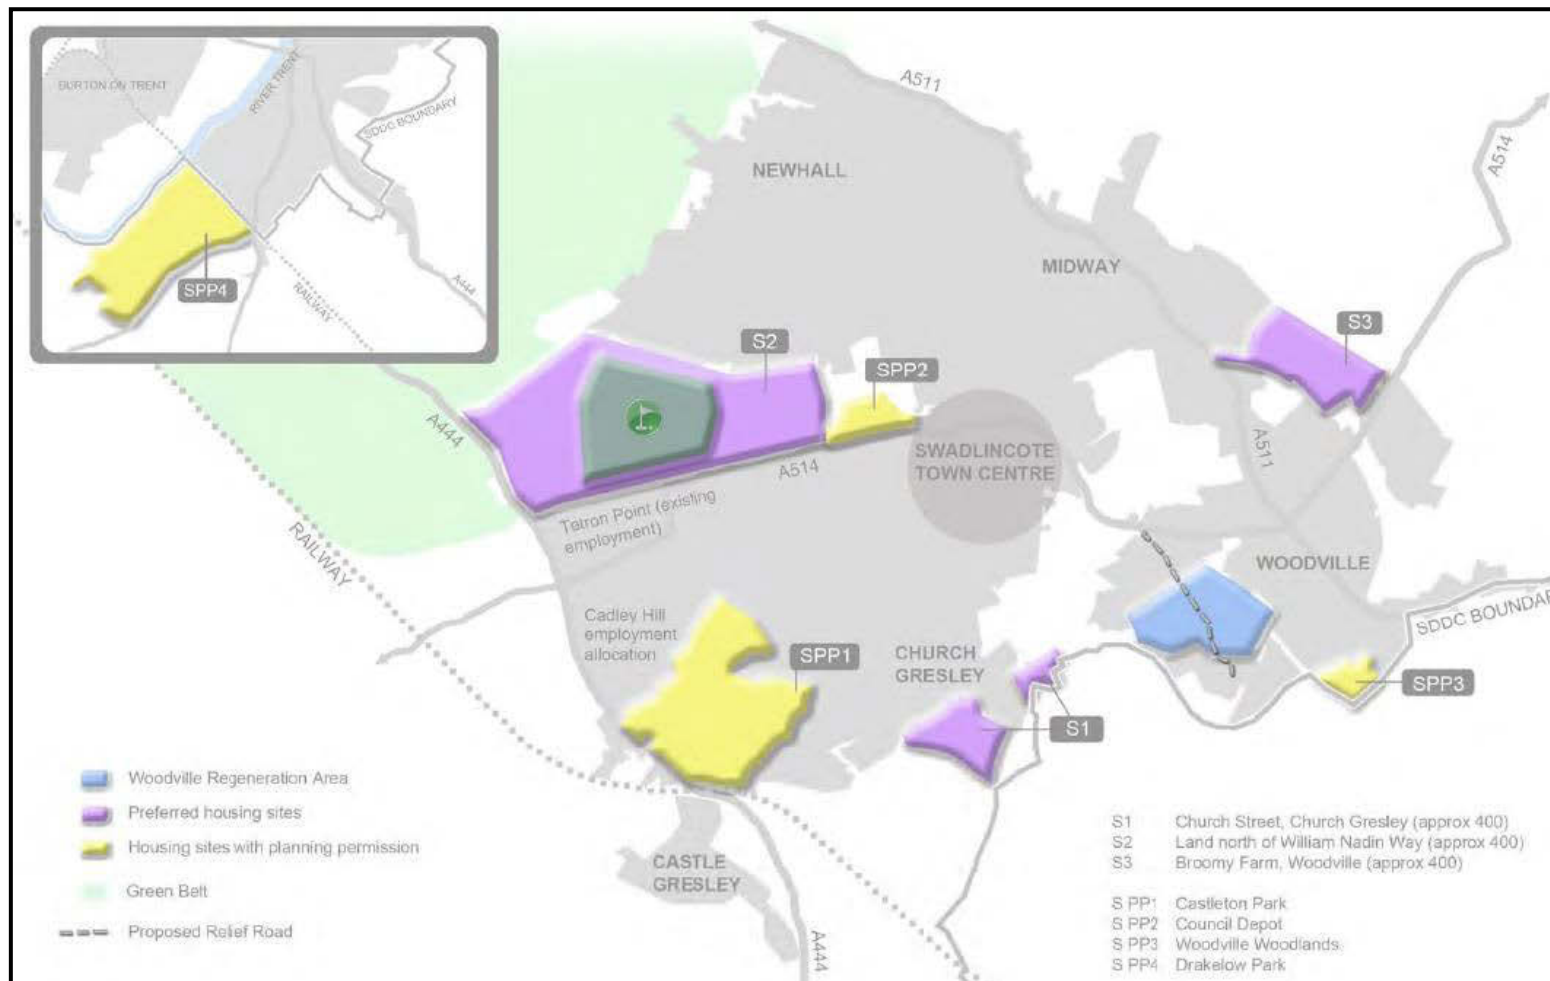 BURTON ON TRENT
RIVER TRENT
SDDC BOUNDARY
SPP4
RAILWAY
A444
A511
A514
NEWHALL
MIDWAY
S3
S2
SPP2
A444
A514
SWADLINCOTE
TOWN CENTRE
A511
Tetron Point (existing
employment)
RAILWAY
WOODVILLE
SDDC BOUNDAR
Cadley Hill
employment
allocation
SPP1
CHURCH
GRESLEY
SPP3
S1
CASTLE
GRESLEY
A444
Woodville Regeneration Area
Preferred housing sites
Housing sites with planning permission
Green Belt
Proposed Relief Road
S1 Church Street, Church Gresley (approx 400)
S2 Land north of William Nadin Way (approx 400)
S3 Broomy Farm, Woodville (approx 400)
S PP1 Castleton Park
S PP2 Council Depot
S PP3 Woodville Woodlands
S PP4 Drakelow Park